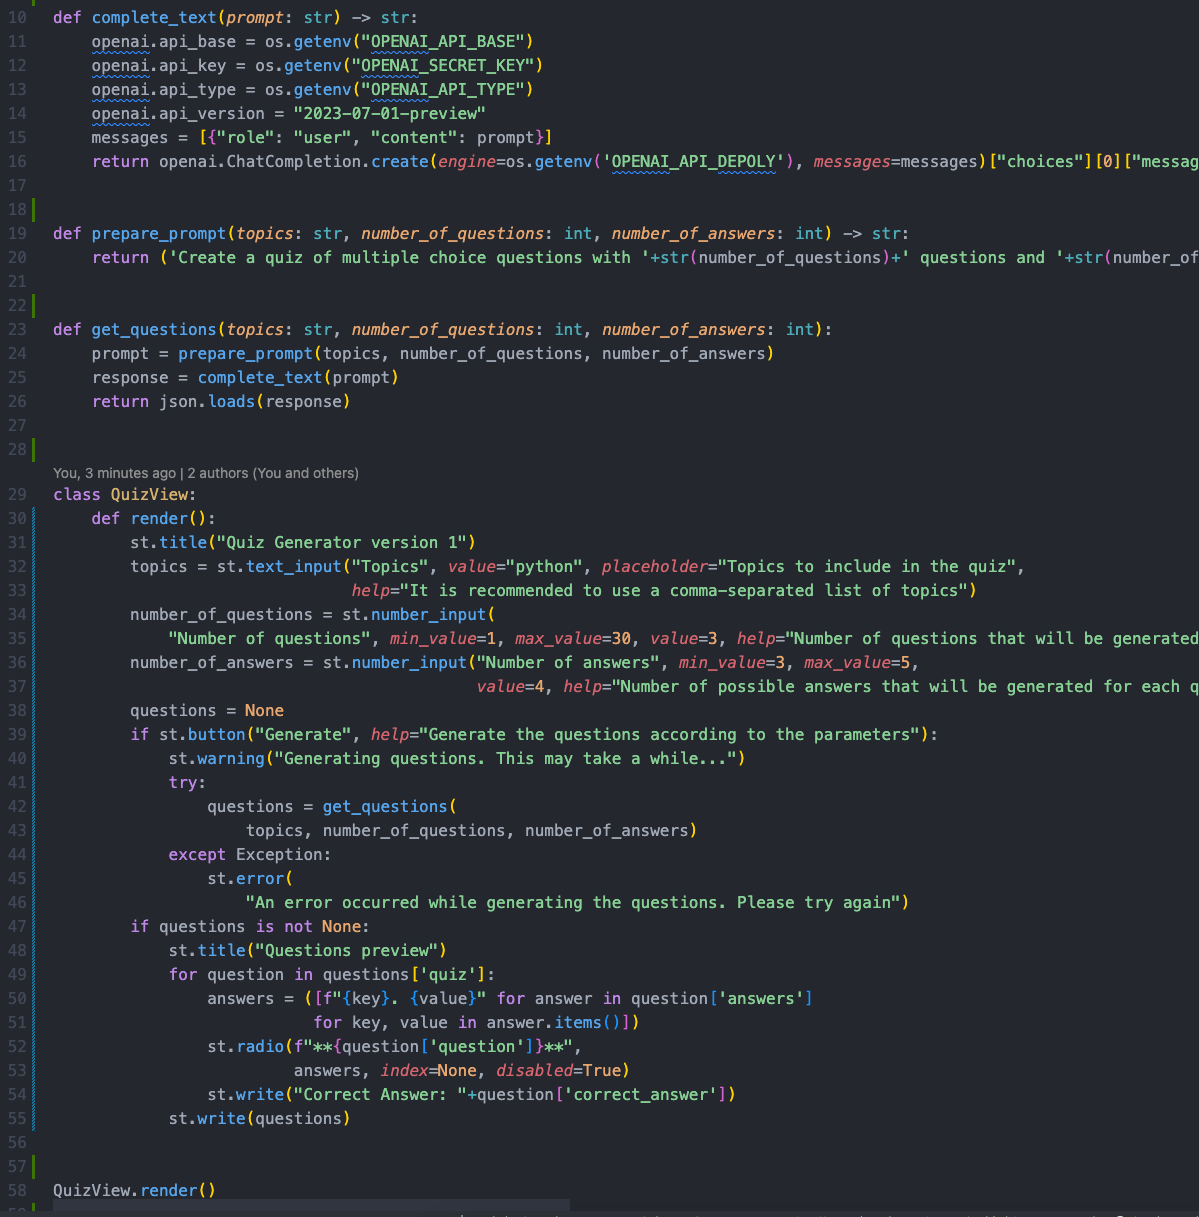 10 def complete_text(prompt: str) -> str:
11     openai.api_base = os.getenv("OPENAI_API_BASE")
12     openai.api_key = os.getenv("OPENAI_SECRET_KEY")
13     openai.api_type = os.getenv("OPENAI_API_TYPE")
14     openai.api_version = "2023-07-01-preview"
15     messages = [{"role": "user", "content": prompt}]
16     return openai.ChatCompletion.create(engine=os.getenv('OPENAI_API_DEPOLY'), messages=messages)["choices"][0]["messag
17
18
19 def prepare_prompt(topics: str, number_of_questions: int, number_of_answers: int) -> str:
20     return ('Create a quiz of multiple choice questions with '+str(number_of_questions)+' questions and '+str(number_of
21
22
23 def get_questions(topics: str, number_of_questions: int, number_of_answers: int):
24     prompt = prepare_prompt(topics, number_of_questions, number_of_answers)
25     response = complete_text(prompt)
26     return json.loads(response)
27
28
You, 3 minutes ago | 2 authors (You and others)
29 class QuizView:
30     def render():
31         st.title("Quiz Generator version 1")
32         topics = st.text_input("Topics", value="python", placeholder="Topics to include in the quiz",
33                                help="It is recommended to use a comma-separated list of topics")
34         number_of_questions = st.number_input(
35             "Number of questions", min_value=1, max_value=30, value=3, help="Number of questions that will be generated
36         number_of_answers = st.number_input("Number of answers", min_value=3, max_value=5,
37                                             value=4, help="Number of possible answers that will be generated for each q
38         questions = None
39         if st.button("Generate", help="Generate the questions according to the parameters"):
40             st.warning("Generating questions. This may take a while...")
41             try:
42                 questions = get_questions(
43                     topics, number_of_questions, number_of_answers)
44             except Exception:
45                 st.error(
46                     "An error occurred while generating the questions. Please try again")
47         if questions is not None:
48             st.title("Questions preview")
49             for question in questions['quiz']:
50                 answers = ([f"{key}. {value}" for answer in question['answers']
51                            for key, value in answer.items()])
52                 st.radio(f"**{question['question']}**",
53                          answers, index=None, disabled=True)
54                 st.write("Correct Answer: "+question['correct_answer'])
55             st.write(questions)
56
57
58 QuizView.render()